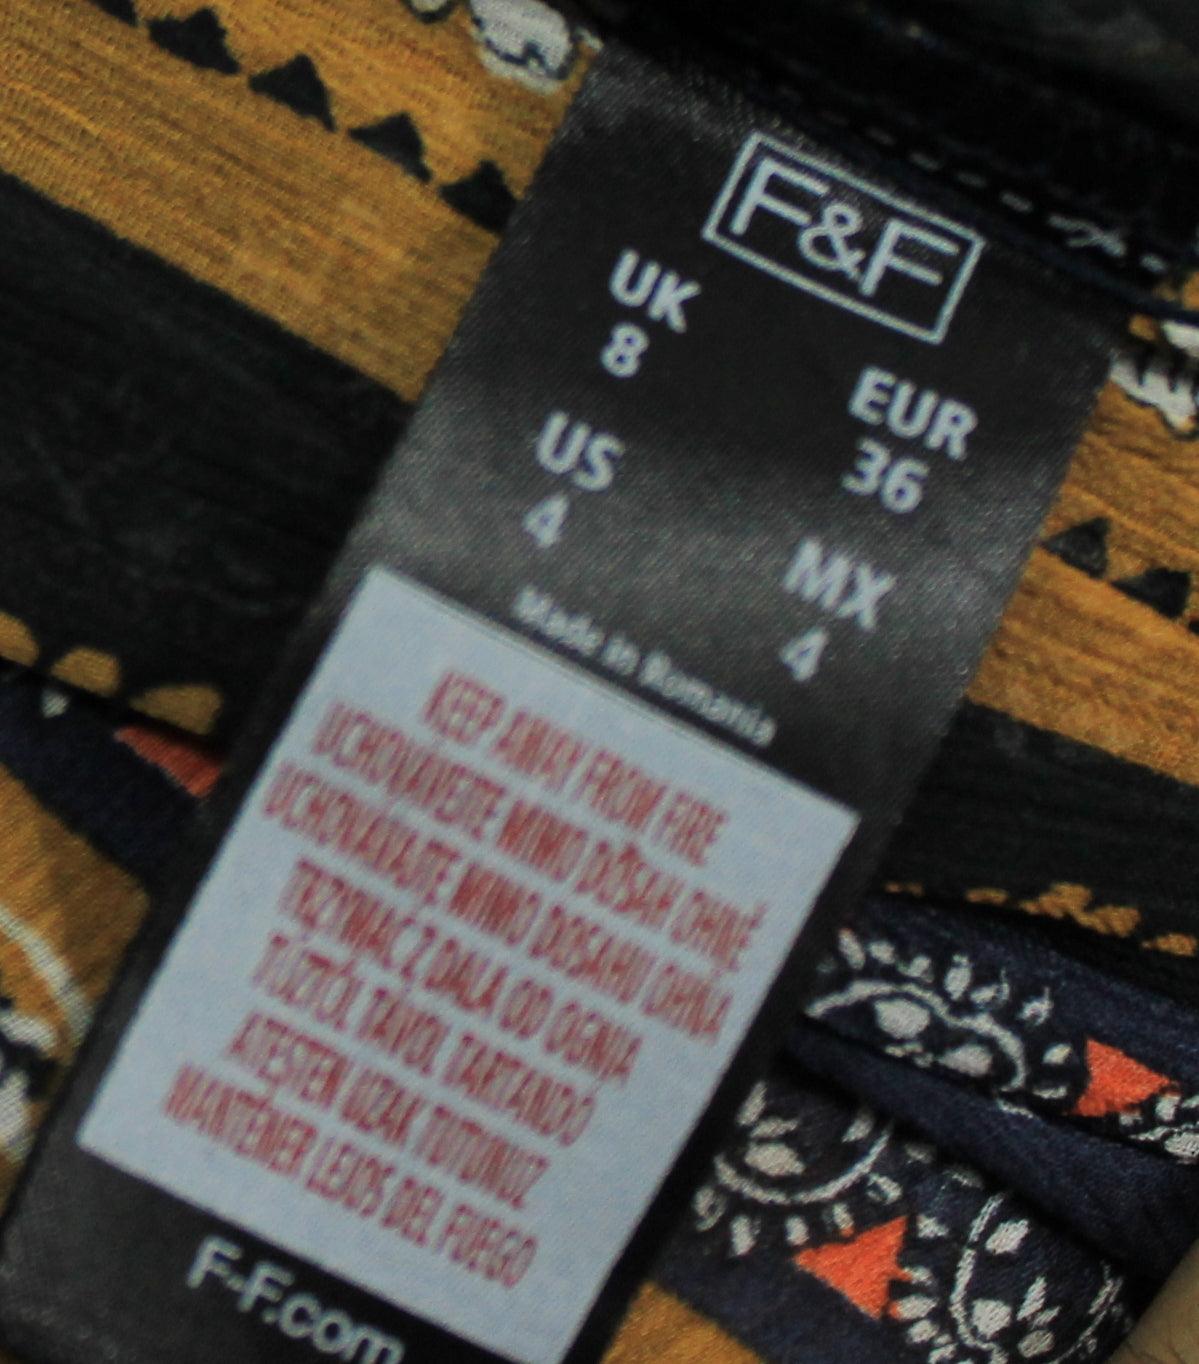 F&F
UK
8
EUR
36
US
4
MX
4
Made in Romania
KEEP AWAY FROM FIRE
UCHOVÁVEJTE MIMO DOSAH OHNĚ
UCHOVÁVAJTE MIMO DOSAHU OHŇA
TRZYMAĆ Z DALA OD OGNIA
TŰZTŐL TÁVOL TARTANDÓ
ATEŞTEN UZAK TUTUNUZ
MANTENER LEJOS DEL FUEGO
F-F.com